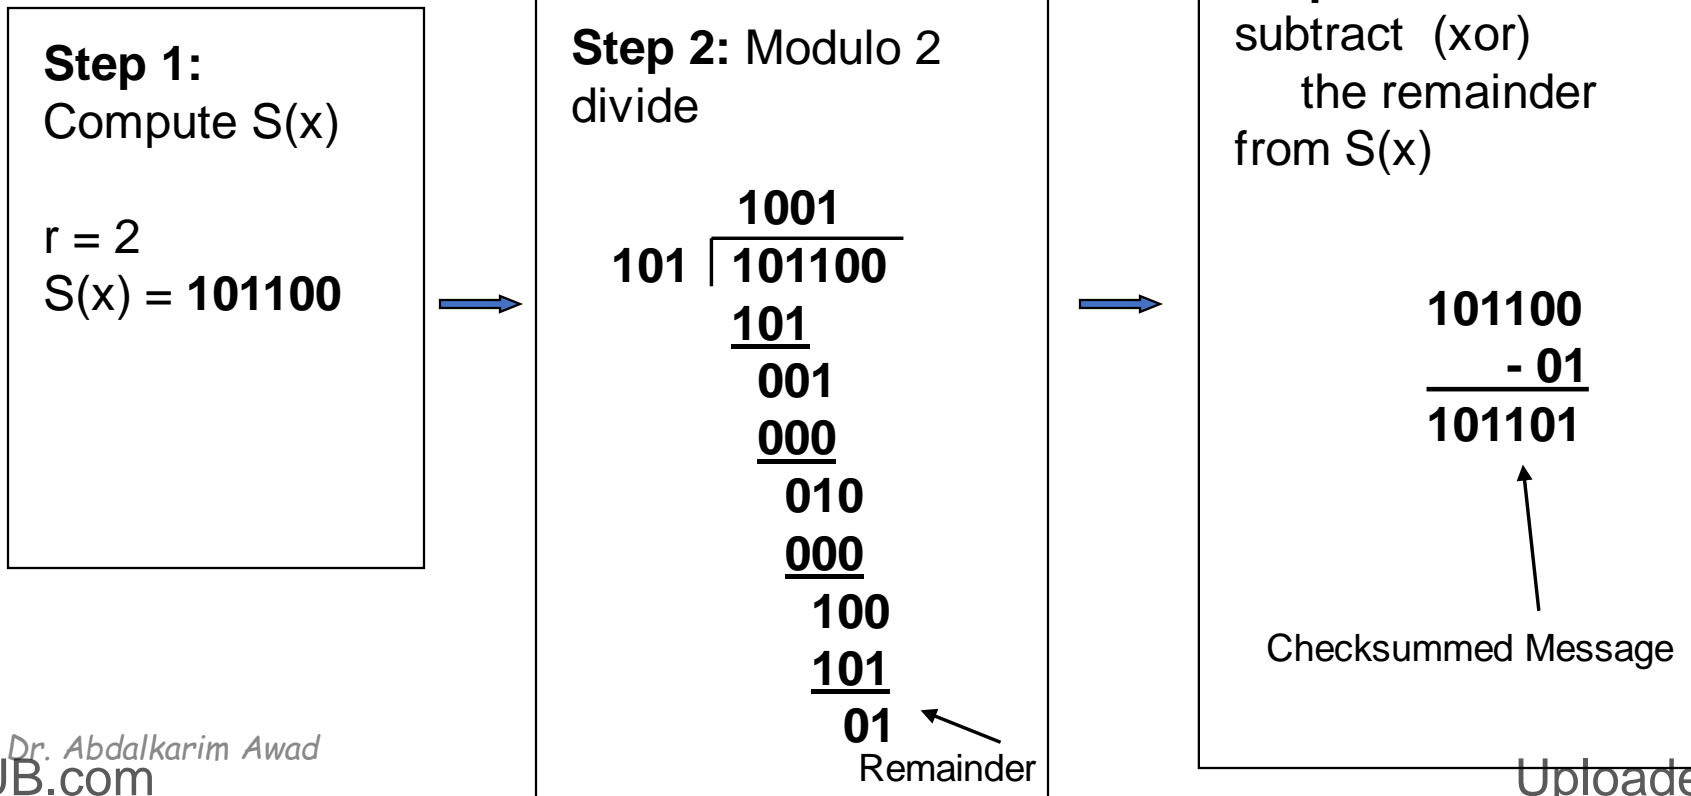 Step 1:
Compute S(x)
r = 2
S(x) = 101100
Step 2: Modulo 2
divide
1001
101 101100
101
001
000
010
000
100
101
01
Remainder
subtract (xor)
the remainder
from S(x)
101100
- 01
101101
Checksummed Message
Dr. Abdalkarim Awad
JB.com
Uploade